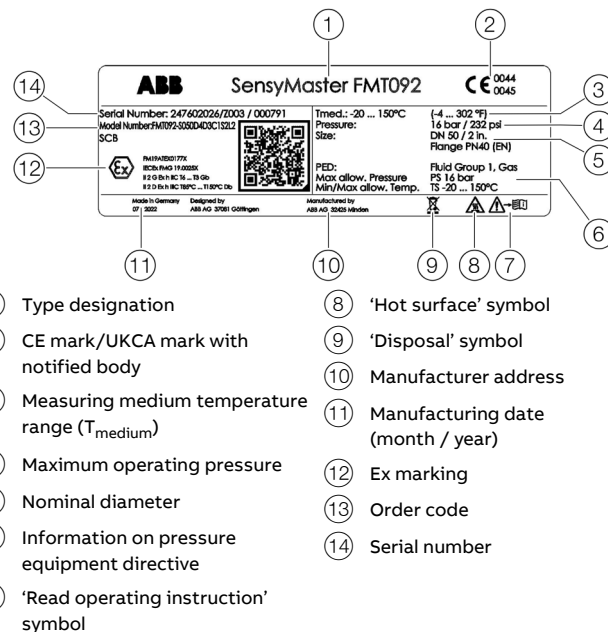 1
2
ABB SensyMaster FMT092 CE 0044
0045
14
3
Serial Number: 247602026/Z003 / 000791 Tmed.: -20 ... 150°C (-4 ... 302 °F)
13
Model Number:FMT092-S050D4D3C1S2L2 Pressure: 16 bar / 232 psi
4
SCB Size: DN 50 / 2 in.
Flange PN40 (EN)
5
12
Ex FM19ATEX0177X
IECEx FMG 19.0025X
II 2 G Ex h IIC T6 ... T3 Gb
II 2 D Ex h IIIC T85°C ... T150°C Db
PED: Fluid Group 1, Gas
Max allow. Pressure PS 16 bar
Min/Max allow. Temp. TS -20 ... 150°C
6
Made in Germany Designed by Manufactured by
07 2022 ABB AG 37081 Göttingen ABB AG 32425 Minden
11
10
9
8
7
Type designation
CE mark/UKCA mark with
notified body
Measuring medium temperature
range (Tmedium)
Maximum operating pressure
Nominal diameter
Information on pressure
equipment directive
‘Read operating instruction’
symbol
8 ‘Hot surface’ symbol
9 ‘Disposal’ symbol
10 Manufacturer address
11 Manufacturing date
(month / year)
12 Ex marking
13 Order code
14 Serial number